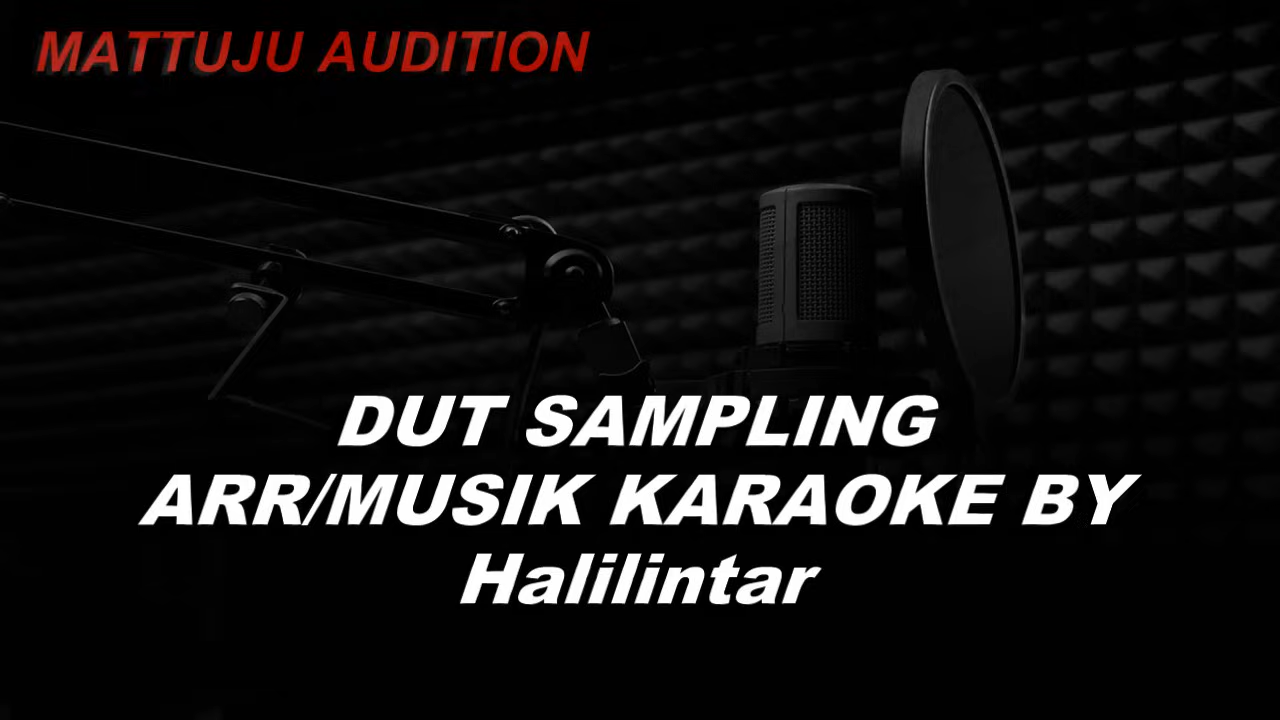 MATTUJU AUDITION
DUT SAMPLING
ARR/MUSIK KARAOKE BY
Halilintar